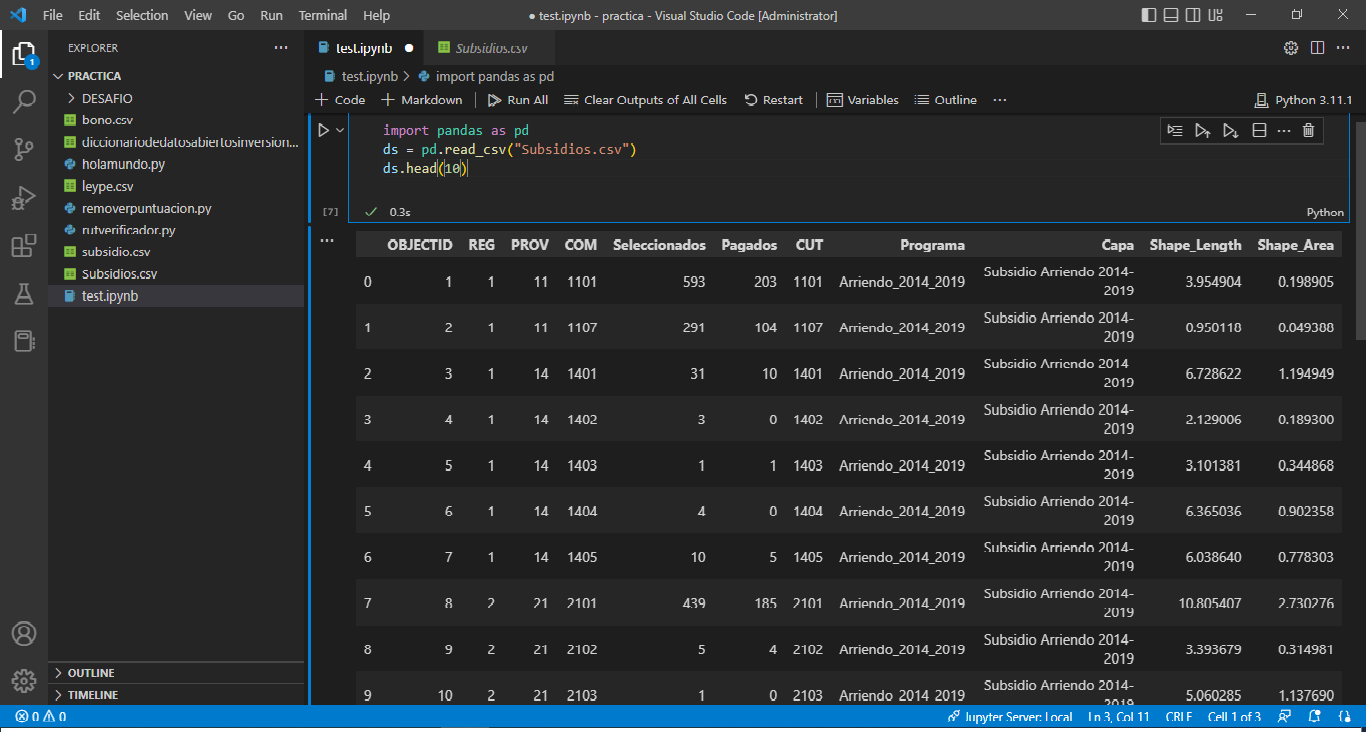 File Edit Selection View Go Run Terminal Help
● test.ipynb - practica - Visual Studio Code [Administrator]
EXPLORER
PRACTICA
DESAFIO
bono.csv
diccionariodedatosabiertosinversion...
holamundo.py
leype.csv
removerpuntuacion.py
rutverificador.py
subsidio.csv
Subsidios.csv
test.ipynb
OUTLINE
TIMELINE
1
test.ipynb ● Subsidios.csv
test.ipynb > import pandas as pd
+ Code + Markdown Run All Clear Outputs of All Cells Restart Variables Outline ... Python 3.11.1
import pandas as pd
ds = pd.read_csv("Subsidios.csv")
ds.head(10)
[7] ✓ 0.3s Python
OBJECTID REG PROV COM Seleccionados Pagados CUT Programa Capa Shape_Length Shape_Area
0 1 1 11 1101 593 203 1101 Arriendo_2014_2019 Subsidio Arriendo 2014-2019 3.954904 0.198905
1 2 1 11 1107 291 104 1107 Arriendo_2014_2019 Subsidio Arriendo 2014-2019 0.950118 0.049388
2 3 1 14 1401 31 10 1401 Arriendo_2014_2019 Subsidio Arriendo 2014-2019 6.728622 1.194949
3 4 1 14 1402 3 0 1402 Arriendo_2014_2019 Subsidio Arriendo 2014-2019 2.129006 0.189300
4 5 1 14 1403 1 1 1403 Arriendo_2014_2019 Subsidio Arriendo 2014-2019 3.101381 0.344868
5 6 1 14 1404 4 0 1404 Arriendo_2014_2019 Subsidio Arriendo 2014-2019 6.365036 0.902358
6 7 1 14 1405 10 5 1405 Arriendo_2014_2019 Subsidio Arriendo 2014-2019 6.038640 0.778303
7 8 2 21 2101 439 185 2101 Arriendo_2014_2019 Subsidio Arriendo 2014-2019 10.805407 2.730276
8 9 2 21 2102 5 4 2102 Arriendo_2014_2019 Subsidio Arriendo 2014-2019 3.393679 0.314981
9 10 2 21 2103 1 0 2103 Arriendo_2014_2019 Subsidio Arriendo 2014-2019 5.060285 1.137690
0 0 Jupyter Server: Local Ln 3, Col 11 CRLF Cell 1 of 3